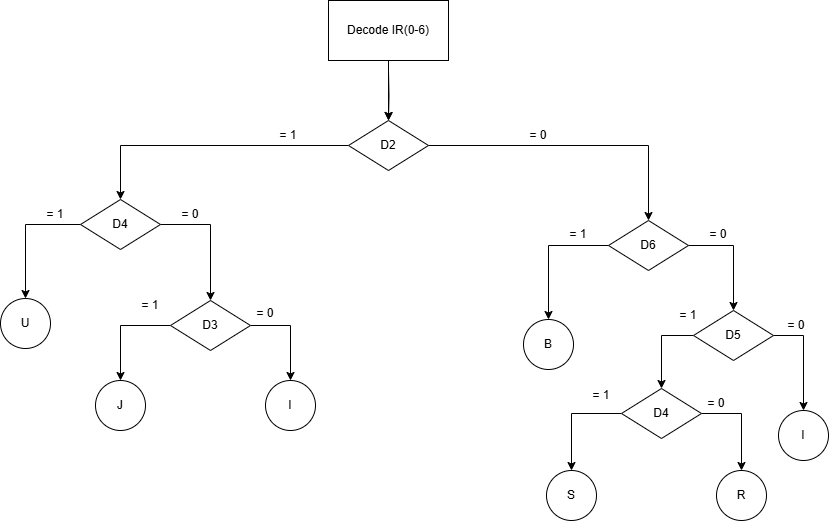 Decode IR(0-6)
= 1
D2
= 0
= 1
D4
= 0
= 1
D6
= 0
U
= 1
D3
= 0
B
= 1
D5
= 0
J
I
= 1
D4
= 0
I
S
R